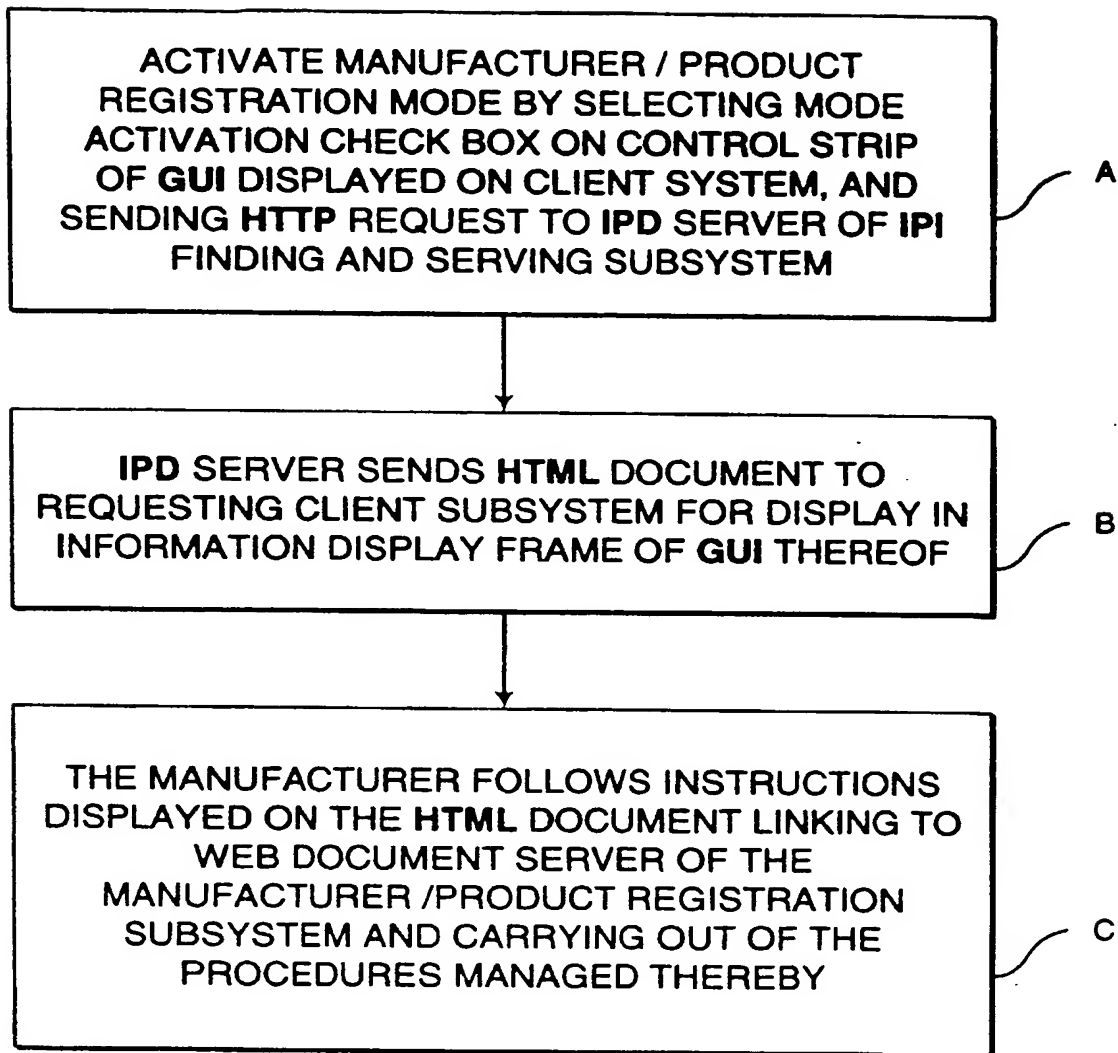 ACTIVATE MANUFACTURER / PRODUCT
REGISTRATION MODE BY SELECTING MODE
ACTIVATION CHECK BOX ON CONTROL STRIP
OF GUI DISPLAYED ON CLIENT SYSTEM, AND
SENDING HTTP REQUEST TO IPD SERVER OF IPI
FINDING AND SERVING SUBSYSTEM
A
IPD SERVER SENDS HTML DOCUMENT TO
REQUESTING CLIENT SUBSYSTEM FOR DISPLAY IN
INFORMATION DISPLAY FRAME OF GUI THEREOF
B
THE MANUFACTURER FOLLOWS INSTRUCTIONS
DISPLAYED ON THE HTML DOCUMENT LINKING TO
WEB DOCUMENT SERVER OF THE
MANUFACTURER /PRODUCT REGISTRATION
SUBSYSTEM AND CARRYING OUT OF THE
PROCEDURES MANAGED THEREBY
C